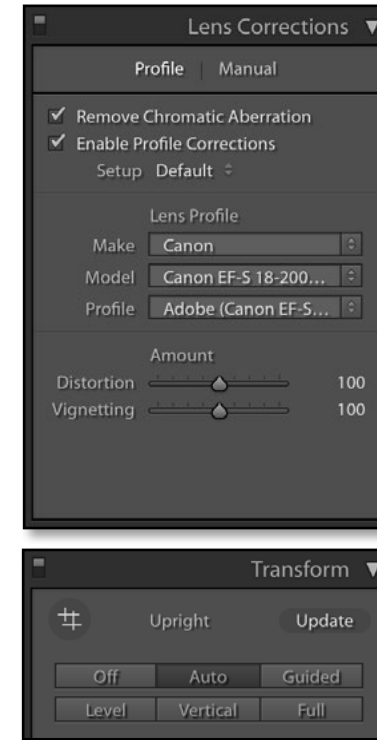 Lens Corrections
Profile | Manual
Remove Chromatic Aberration
Enable Profile Corrections
Setup Default
Lens Profile
Make Canon
Model Canon EF-S 18-200...
Profile Adobe (Canon EF-S...
Amount
Distortion 100
Vignetting 100
Transform
Upright Update
Off Auto Guided
Level Vertical Full